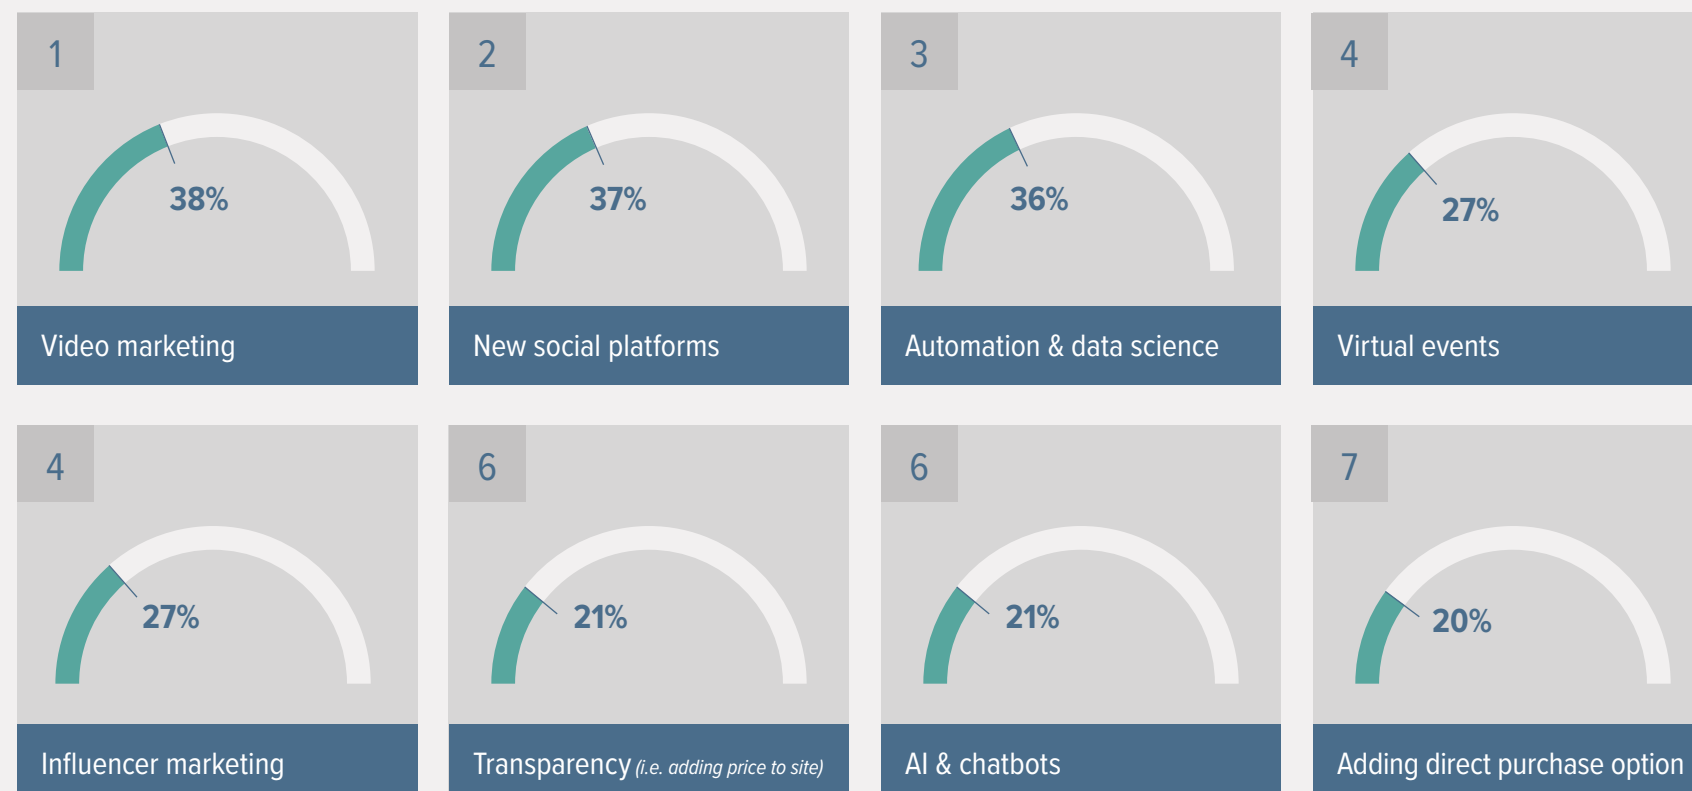 1
38%
Video marketing
2
37%
New social platforms
3
36%
Automation & data science
4
27%
Virtual events
4
27%
Influencer marketing
6
21%
Transparency (i.e. adding price to site)
6
21%
AI & chatbots
7
20%
Adding direct purchase option